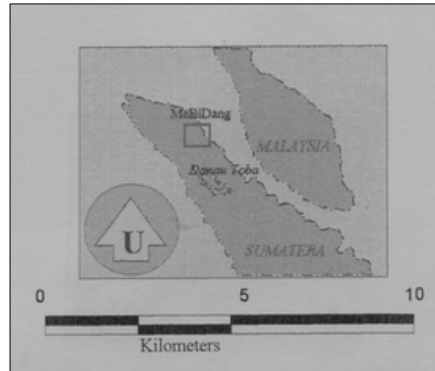 MeBiDang
MALAYSIA
Danau Toba
U
SUMATERA
0 5 10
Kilometers